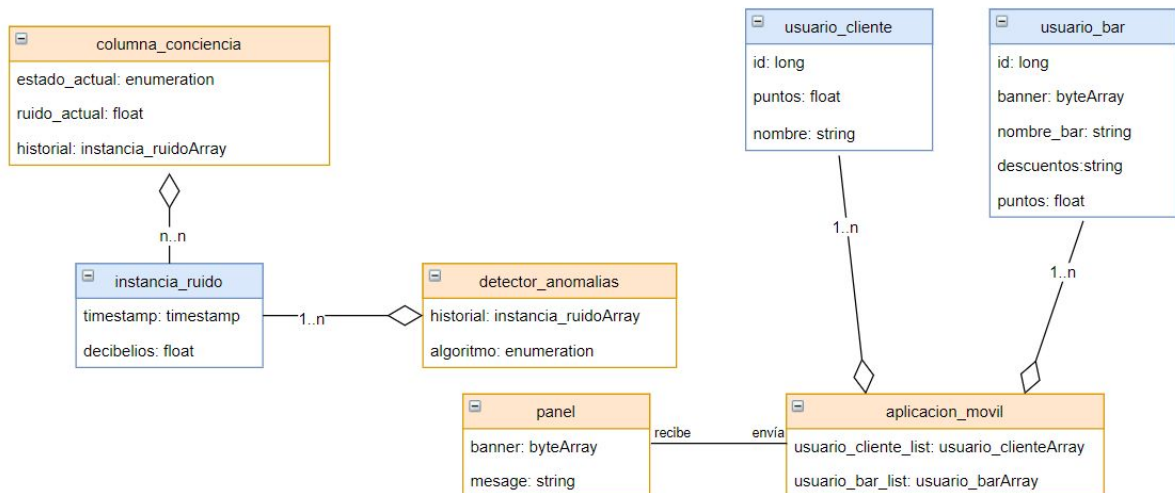 columna_conciencia
estado_actual: enumeration
ruido_actual: float
historial: instancia_ruidoArray
usuario_cliente
id: long
puntos: float
nombre: string
usuario_bar
id: long
banner: byteArray
nombre_bar: string
descuentos:string
puntos: float
n..n
1..n
1..n
instancia_ruido
timestamp: timestamp
decibelios: float
1..n
detector_anomalias
historial: instancia_ruidoArray
algoritmo: enumeration
panel
banner: byteArray
mesage: string
recibe
envía
aplicacion_movil
usuario_cliente_list: usuario_clienteArray
usuario_bar_list: usuario_barArray